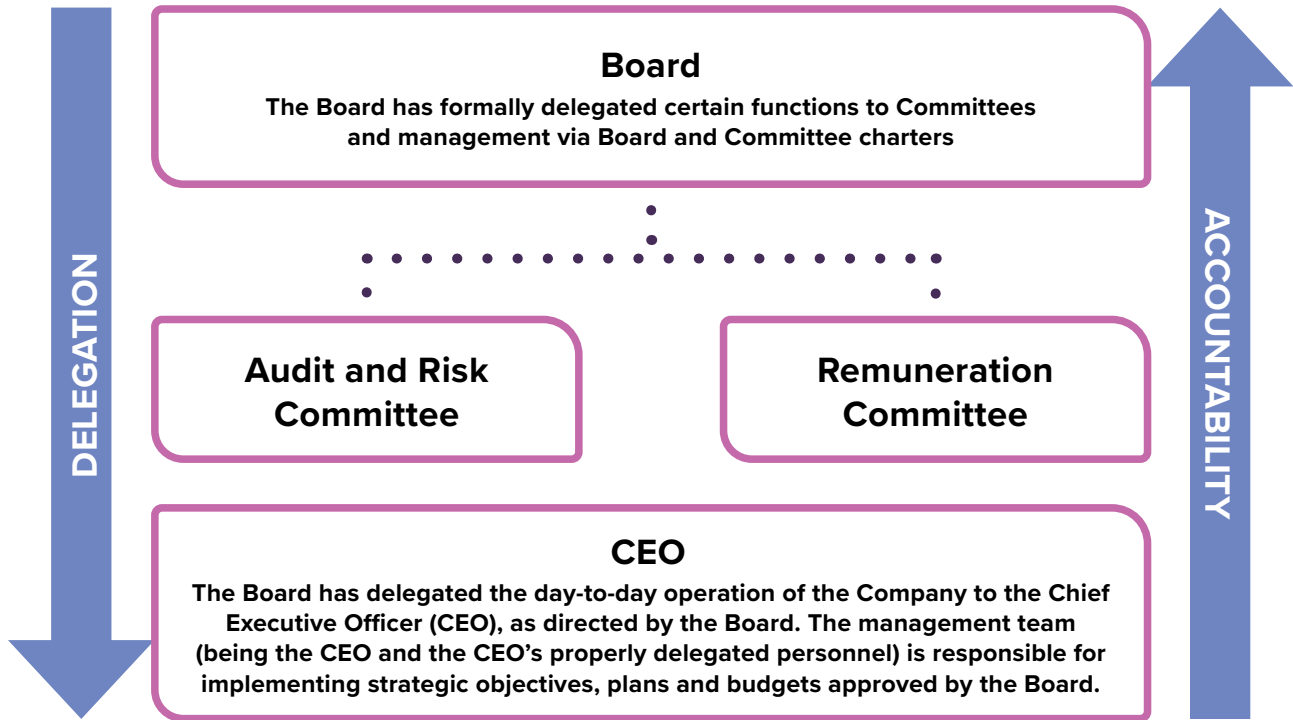 Board
The Board has formally delegated certain functions to Committees
and management via Board and Committee charters
DELEGATION
ACCOUNTABILITY
Audit and Risk
Committee
Remuneration
Committee
CEO
The Board has delegated the day-to-day operation of the Company to the Chief
Executive Officer (CEO), as directed by the Board. The management team
(being the CEO and the CEO’s properly delegated personnel) is responsible for
implementing strategic objectives, plans and budgets approved by the Board.